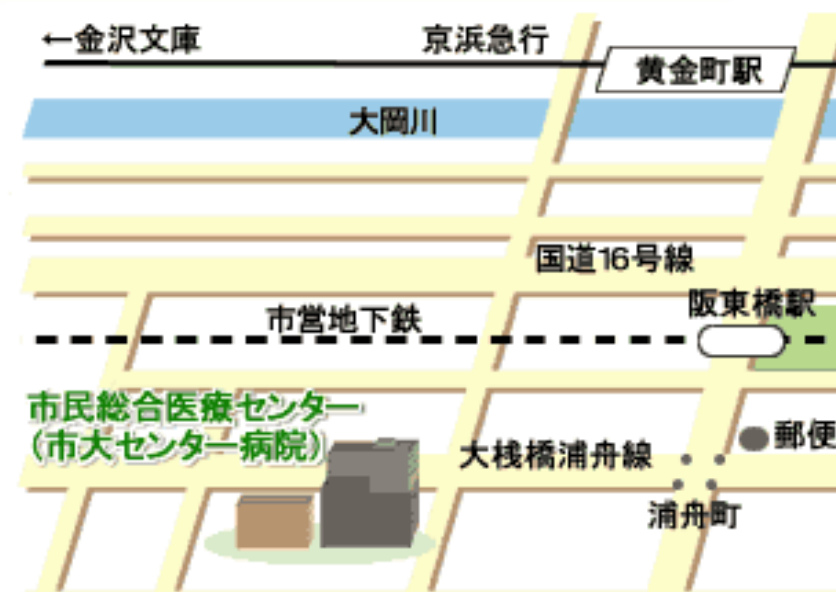 ←金沢文庫
京浜急行
黄金町駅
大岡川
国道16号線
阪東橋駅
市営地下鉄
市民総合医療センター
（市大センター病院）
大桟橋浦舟線
郵便
浦舟町